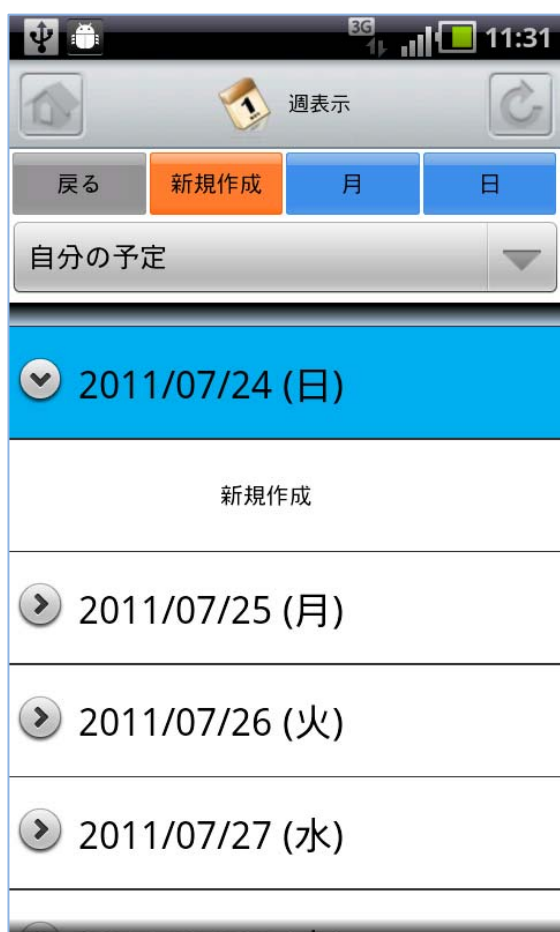 3G 11:31
週表示
戻る 新規作成 月 日
自分の予定
2011/07/24 (日)
新規作成
2011/07/25 (月)
2011/07/26 (火)
2011/07/27 (水)